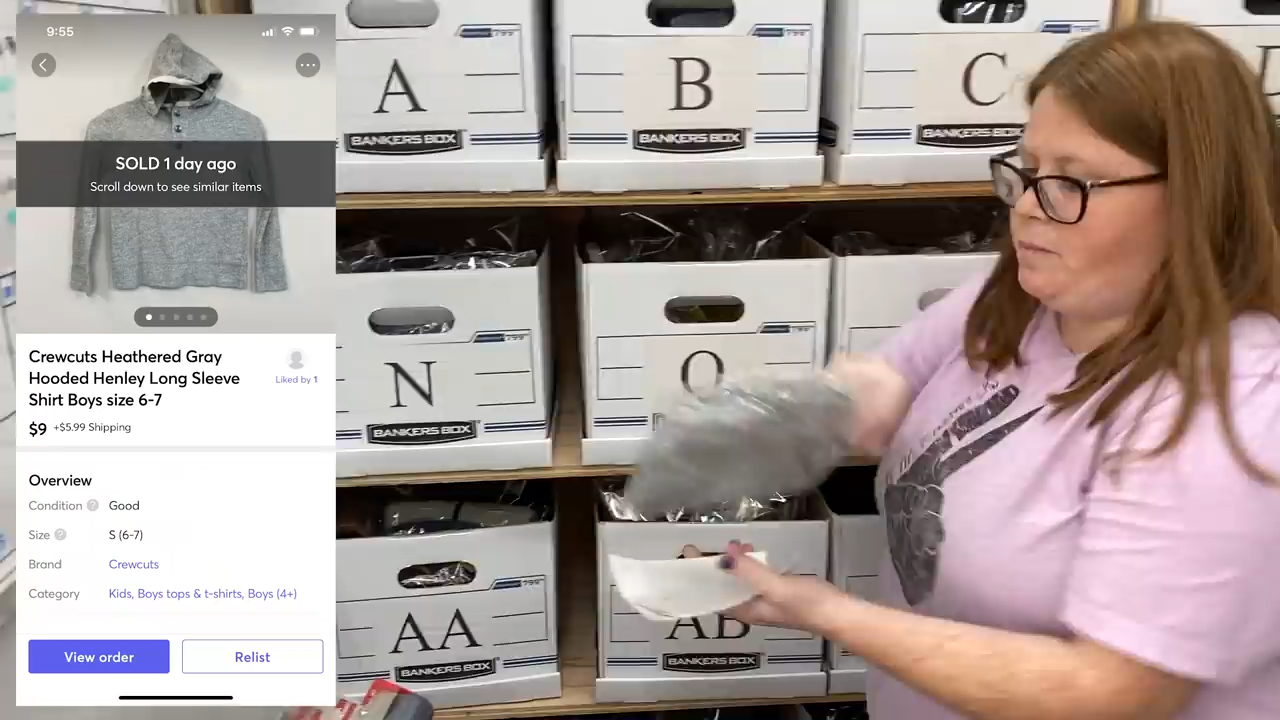 9:55
SOLD 1 day ago
Scroll down to see similar items
Crewcuts Heathered Gray
Hooded Henley Long Sleeve
Shirt Boys size 6-7
Liked by 1
$9 +$5.99 Shipping
Overview
Condition ? Good
Size ? S (6-7)
Brand Crewcuts
Category Kids, Boys tops & t-shirts, Boys (4+)
View order
Relist
A
BANKERS BOX
B
BANKERS BOX
C
BANKERS BOX
N
BANKERS BOX
AA
BANKERS BOX
AB
BANKERS BOX